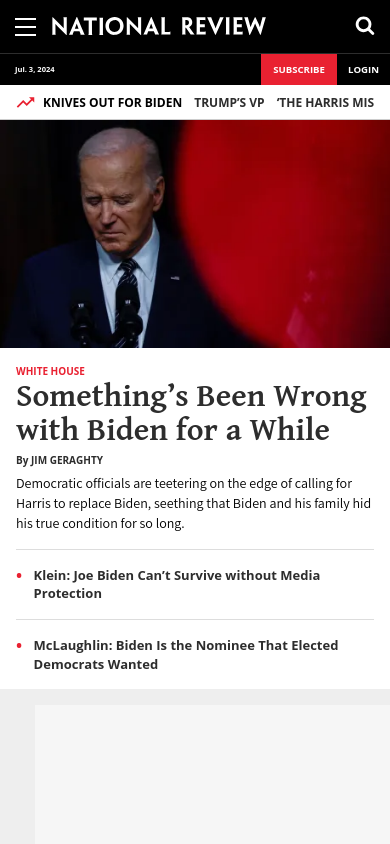 NATIONAL REVIEW
Jul. 3, 2024
SUBSCRIBE
LOGIN
KNIVES OUT FOR BIDEN TRUMP'S VP 'THE HARRIS MIS
WHITE HOUSE
Something's Been Wrong
with Biden for a While
By JIM GERAGHTY
Democratic officials are teetering on the edge of calling for
Harris to replace Biden, seething that Biden and his family hid
his true condition for so long.
• Klein: Joe Biden Can't Survive without Media
Protection
• McLaughlin: Biden Is the Nominee That Elected
Democrats Wanted